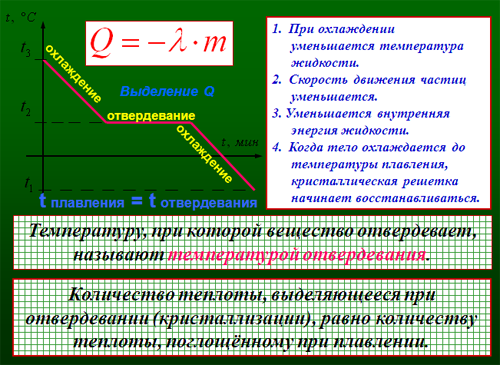 t, °C
t3
t2
t1
охлаждение
Q = −λ · m
Выделение Q
отвердевание
охлаждение
t, мин
t плавления = t отвердевания
1. При охлаждении
уменьшается температура
жидкости.
2. Скорость движения частиц
уменьшается.
3. Уменьшается внутренняя
энергия жидкости.
4. Когда тело охлаждается до
температуры плавления,
кристаллическая решетка
начинает восстанавливаться.
Температуру, при которой вещество отвердевает,
называют температурой отвердевания.
Количество теплоты, выделяющееся при
отвердевании (кристаллизации), равно количеству
теплоты, поглощённому при плавлении.